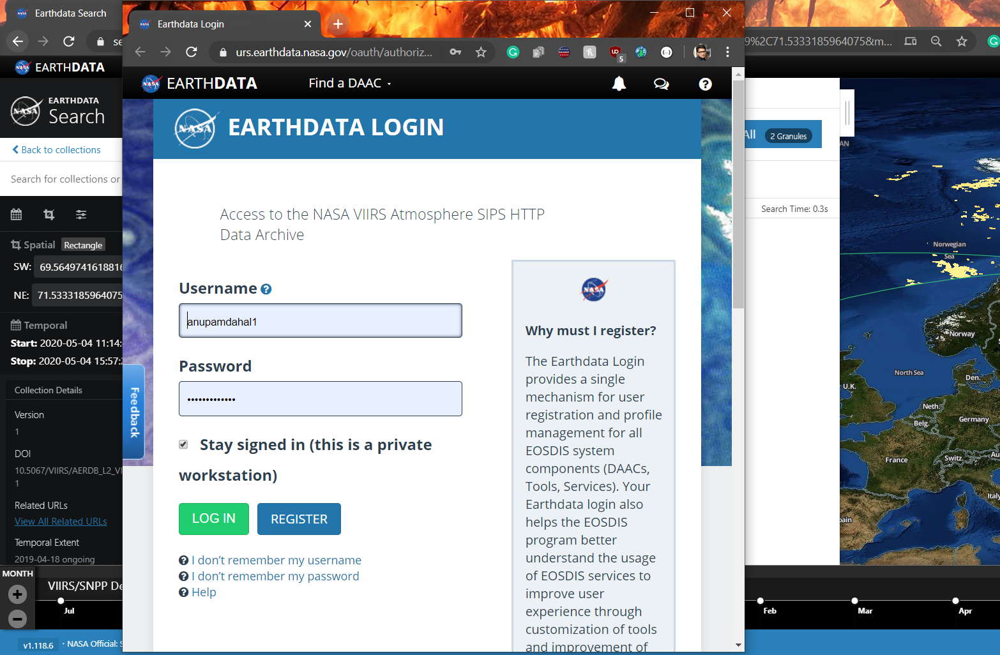 Earthdata Search
Earthdata Login
se
urs.earthdata.nasa.gov/oauth/authoriz...
5
9%2C71.5333185964075&m...
EARTHDATA
EARTHDATA
Find a DAAC
NASA
EARTHDATA
Search
NASA
EARTHDATA LOGIN
Back to collections
Search for collections or
Spatial Rectangle
SW: 69.5649741618816
NE: 71.5333185964075
Temporal
Start: 2020-05-04 11:14:
Stop: 2020-05-04 15:57:2
Collection Details
Version
1
DOI
10.5067/VIIRS/AERDB_L2_VI
1
Related URLs
View All Related URLs
Temporal Extent
2019-04-18 ongoing
MONTH
VIIRS/SNPP De
Jul
v1.118.6 · NASA Official: S
Feedback
Access to the NASA VIIRS Atmosphere SIPS HTTP
Data Archive
Username
anupamdahal1
Password
•••••••••••••
Stay signed in (this is a private
workstation)
LOG IN
REGISTER
I don't remember my username
I don't remember my password
Help
NASA
Why must I register?
The Earthdata Login
provides a single
mechanism for user
registration and profile
management for all
EOSDIS system
components (DAACs,
Tools, Services). Your
Earthdata login also
helps the EOSDIS
program better
understand the usage
of EOSDIS services to
improve user
experience through
customization of tools
and improvement of
All 2 Granules
Search Time: 0.3s
AN
Norwegian
Sea
Norway
North Sea
Den.
U.K.
Neth.
Belg.
Germany
France
Switz.
Au
Italy
pain
Feb
Mar
Apr